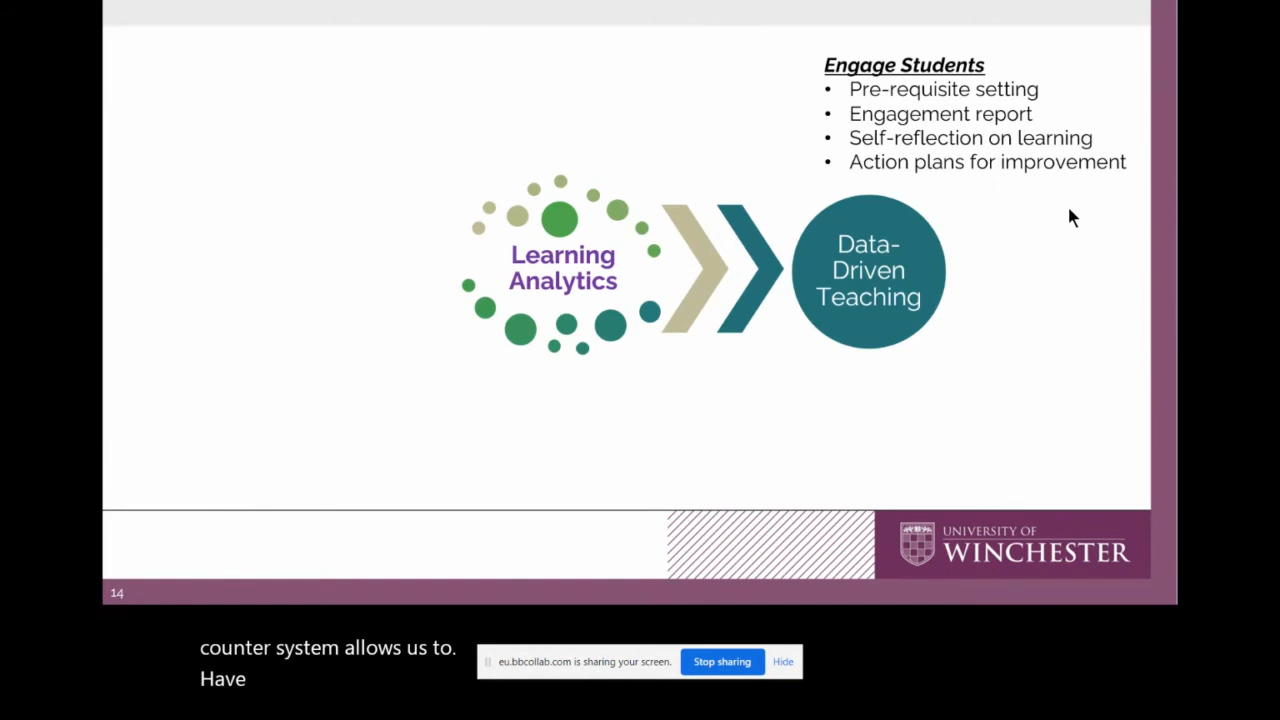 Engage Students
• Pre-requisite setting
• Engagement report
• Self-reflection on learning
• Action plans for improvement
Learning
Analytics
Data-
Driven
Teaching
UNIVERSITY OF
WINCHESTER
14
counter system allows us to.
Have
eu.bbcollab.com is sharing your screen.
Stop sharing
Hide